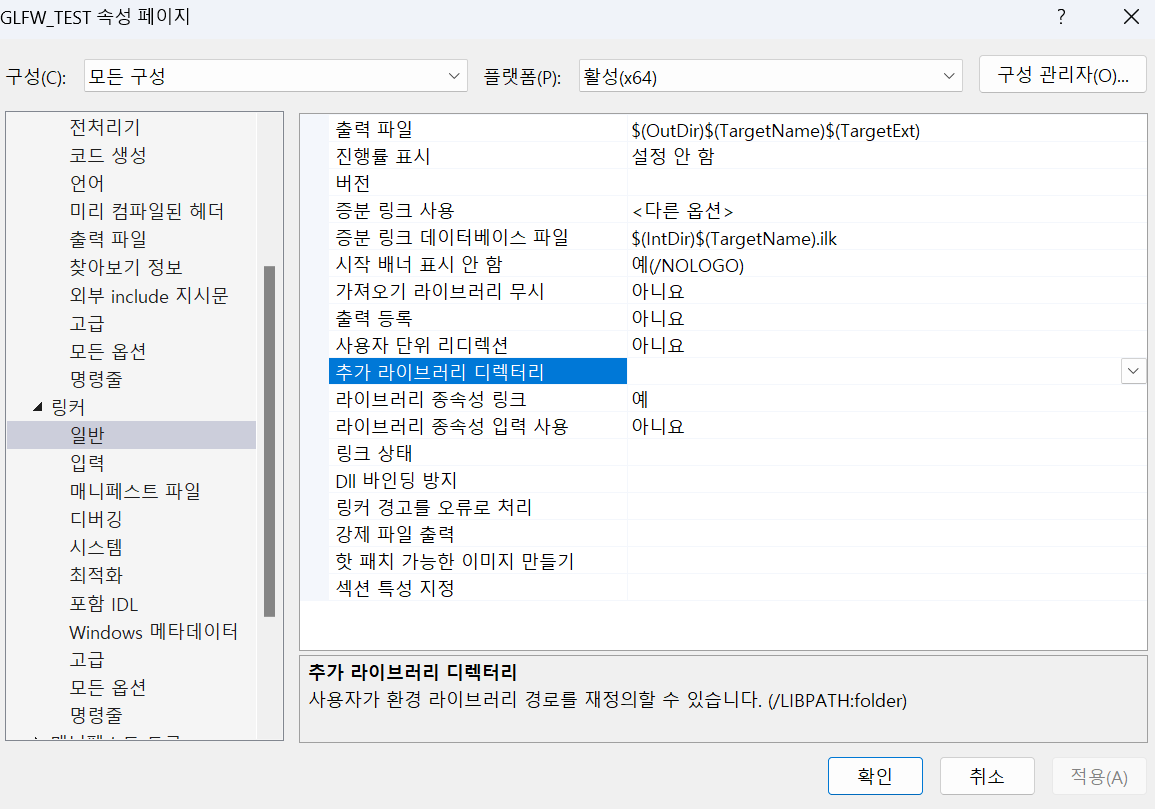 GLFW_TEST 속성 페이지
구성(C): 모든 구성 플랫폼(P): 활성(x64) 구성 관리자(O)...
전처리기
코드 생성
언어
미리 컴파일된 헤더
출력 파일
찾아보기 정보
외부 include 지시문
고급
모든 옵션
명령줄
링커
일반
입력
매니페스트 파일
디버깅
시스템
최적화
포함 IDL
Windows 메타데이터
고급
모든 옵션
명령줄
출력 파일 $(OutDir)$(TargetName)$(TargetExt)
진행률 표시 설정 안 함
버전
증분 링크 사용 <다른 옵션>
증분 링크 데이터베이스 파일 $(IntDir)$(TargetName).ilk
시작 배너 표시 안 함 예(/NOLOGO)
가져오기 라이브러리 무시 아니요
출력 등록 아니요
사용자 단위 리디렉션 아니요
추가 라이브러리 디렉터리
라이브러리 종속성 링크 예
라이브러리 종속성 입력 사용 아니요
링크 상태
Dll 바인딩 방지
링커 경고를 오류로 처리
강제 파일 출력
핫 패치 가능한 이미지 만들기
섹션 특성 지정
추가 라이브러리 디렉터리
사용자가 환경 라이브러리 경로를 재정의할 수 있습니다. (/LIBPATH:folder)
확인 취소 적용(A)